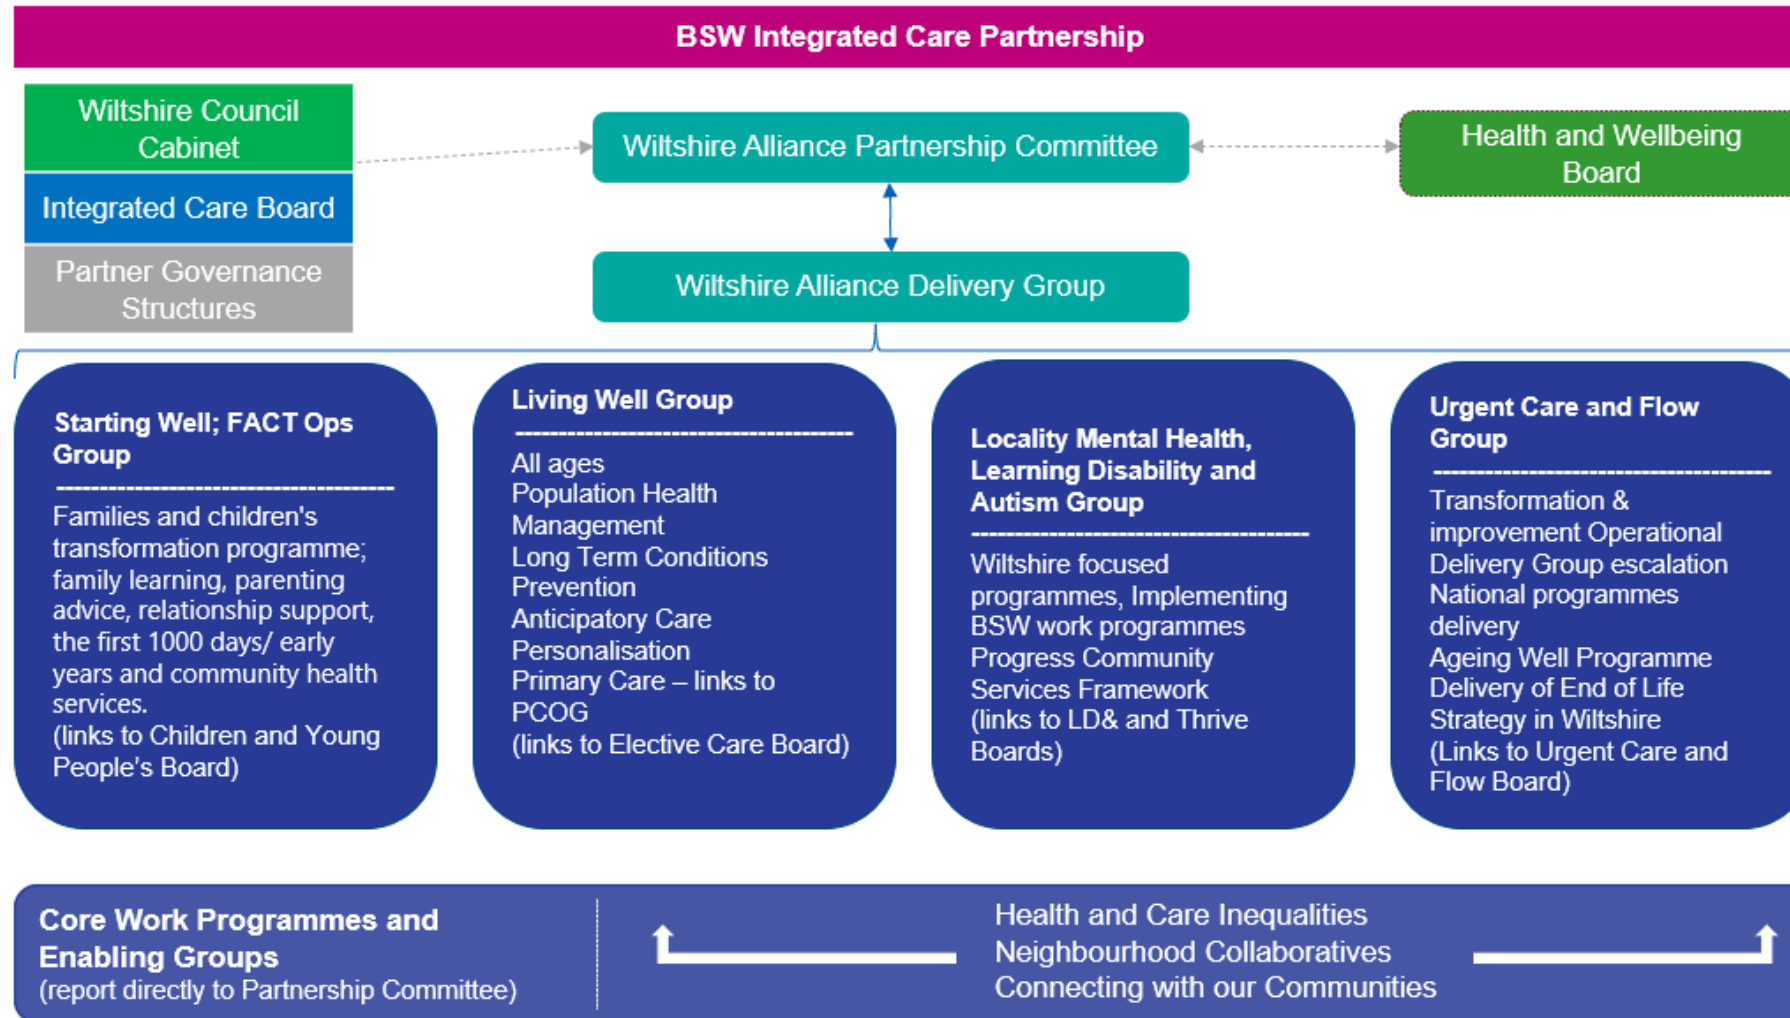 BSW Integrated Care Partnership
Wiltshire Council
Cabinet
Integrated Care Board
Partner Governance
Structures
Wiltshire Alliance Partnership Committee
Health and Wellbeing
Board
Wiltshire Alliance Delivery Group
Starting Well; FACT Ops
Group
Families and children's
transformation programme;
family learning, parenting
advice, relationship support,
the first 1000 days/ early
years and community health
services.
(links to Children and Young
People's Board)
Living Well Group
All ages
Population Health
Management
Long Term Conditions
Prevention
Anticipatory Care
Personalisation
Primary Care – links to
PCOG
(links to Elective Care Board)
Locality Mental Health,
Learning Disability and
Autism Group
Wiltshire focused
programmes, Implementing
BSW work programmes
Progress Community
Services Framework
(links to LD& and Thrive
Boards)
Urgent Care and Flow
Group
Transformation &
improvement Operational
Delivery Group escalation
National programmes
delivery
Ageing Well Programme
Delivery of End of Life
Strategy in Wiltshire
(Links to Urgent Care and
Flow Board)
Core Work Programmes and
Enabling Groups
(report directly to Partnership Committee)
Health and Care Inequalities
Neighbourhood Collaboratives
Connecting with our Communities